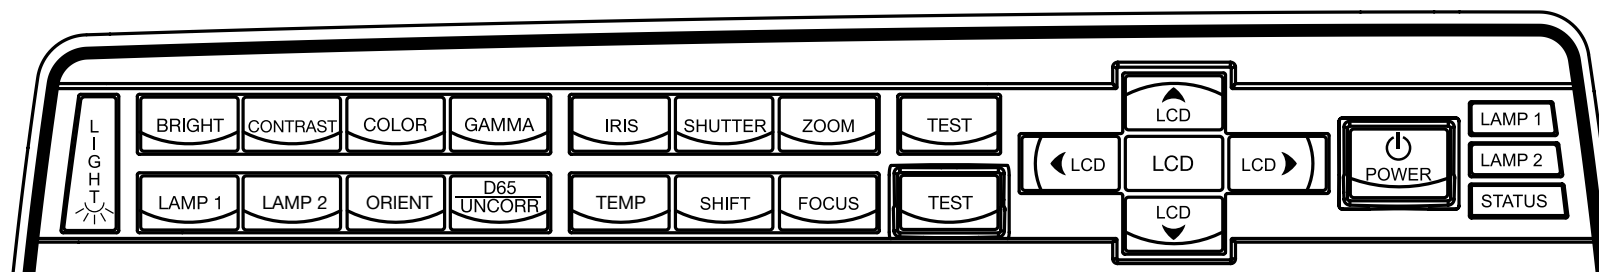 LIGHT
BRIGHT CONTRAST COLOR GAMMA IRIS SHUTTER ZOOM TEST
LAMP 1 LAMP 2 ORIENT D65
UNCORR TEMP SHIFT FOCUS TEST
LCD
LCD LCD LCD
LCD
POWER
LAMP 1
LAMP 2
STATUS